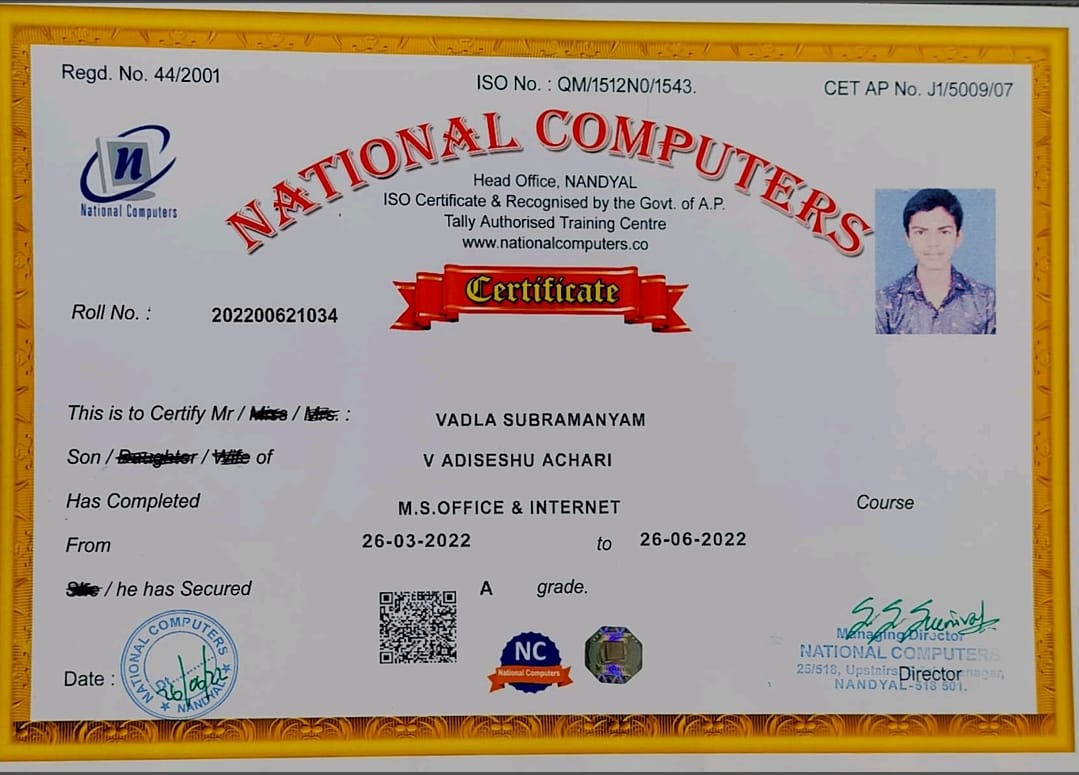 Regd. No. 44/2001
ISO No. : QM/1512N0/1543.
CET AP No. J1/5009/07
n
National Computers
NATIONAL COMPUTERS
Head Office, NANDYAL
ISO Certificate & Recognised by the Govt. of A.P.
Tally Authorised Training Centre
www.nationalcomputers.co
Certificate
Roll No. : 202200621034
This is to Certify Mr / Miss / Mrs. : VADLA SUBRAMANYAM
Son / Daughter / Wife of V ADISESHU ACHARI
Has Completed M.S.OFFICE & INTERNET Course
From 26-03-2022 to 26-06-2022
She / he has Secured A grade.
NATIONAL COMPUTERS
NANDYAL
Date : 26/06/22
NC
National Computers
Managing Director
NATIONAL COMPUTERS
25/518, Upstairs
Director
NANDYAL-518 501.